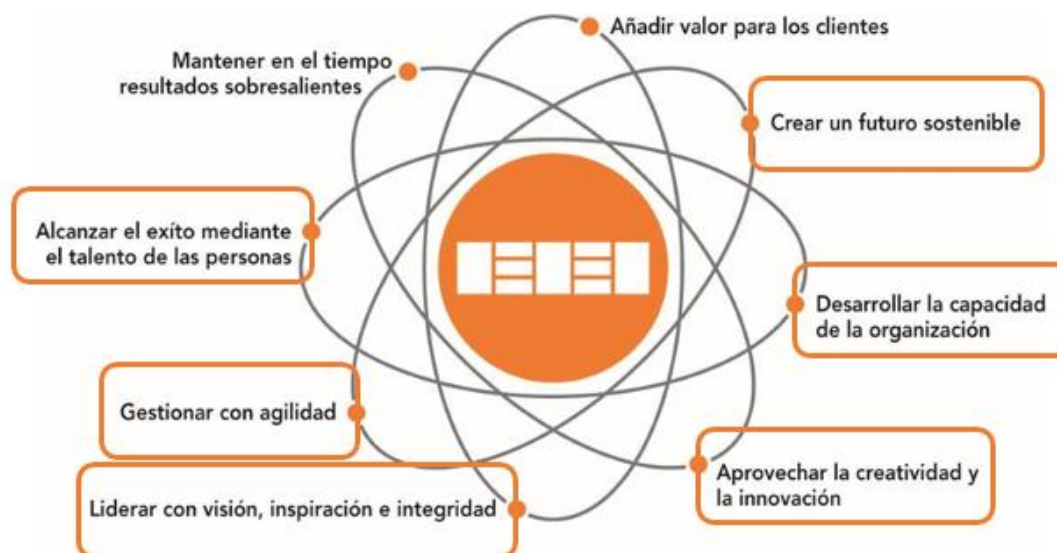 Añadir valor para los clientes
Mantener en el tiempo
resultados sobresalientes
Crear un futuro sostenible
Alcanzar el exíto mediante
el talento de las personas
Desarrollar la capacidad
de la organización
Gestionar con agilidad
Aprovechar la creatividad y
la innovación
Liderar con visión, inspiración e integridad